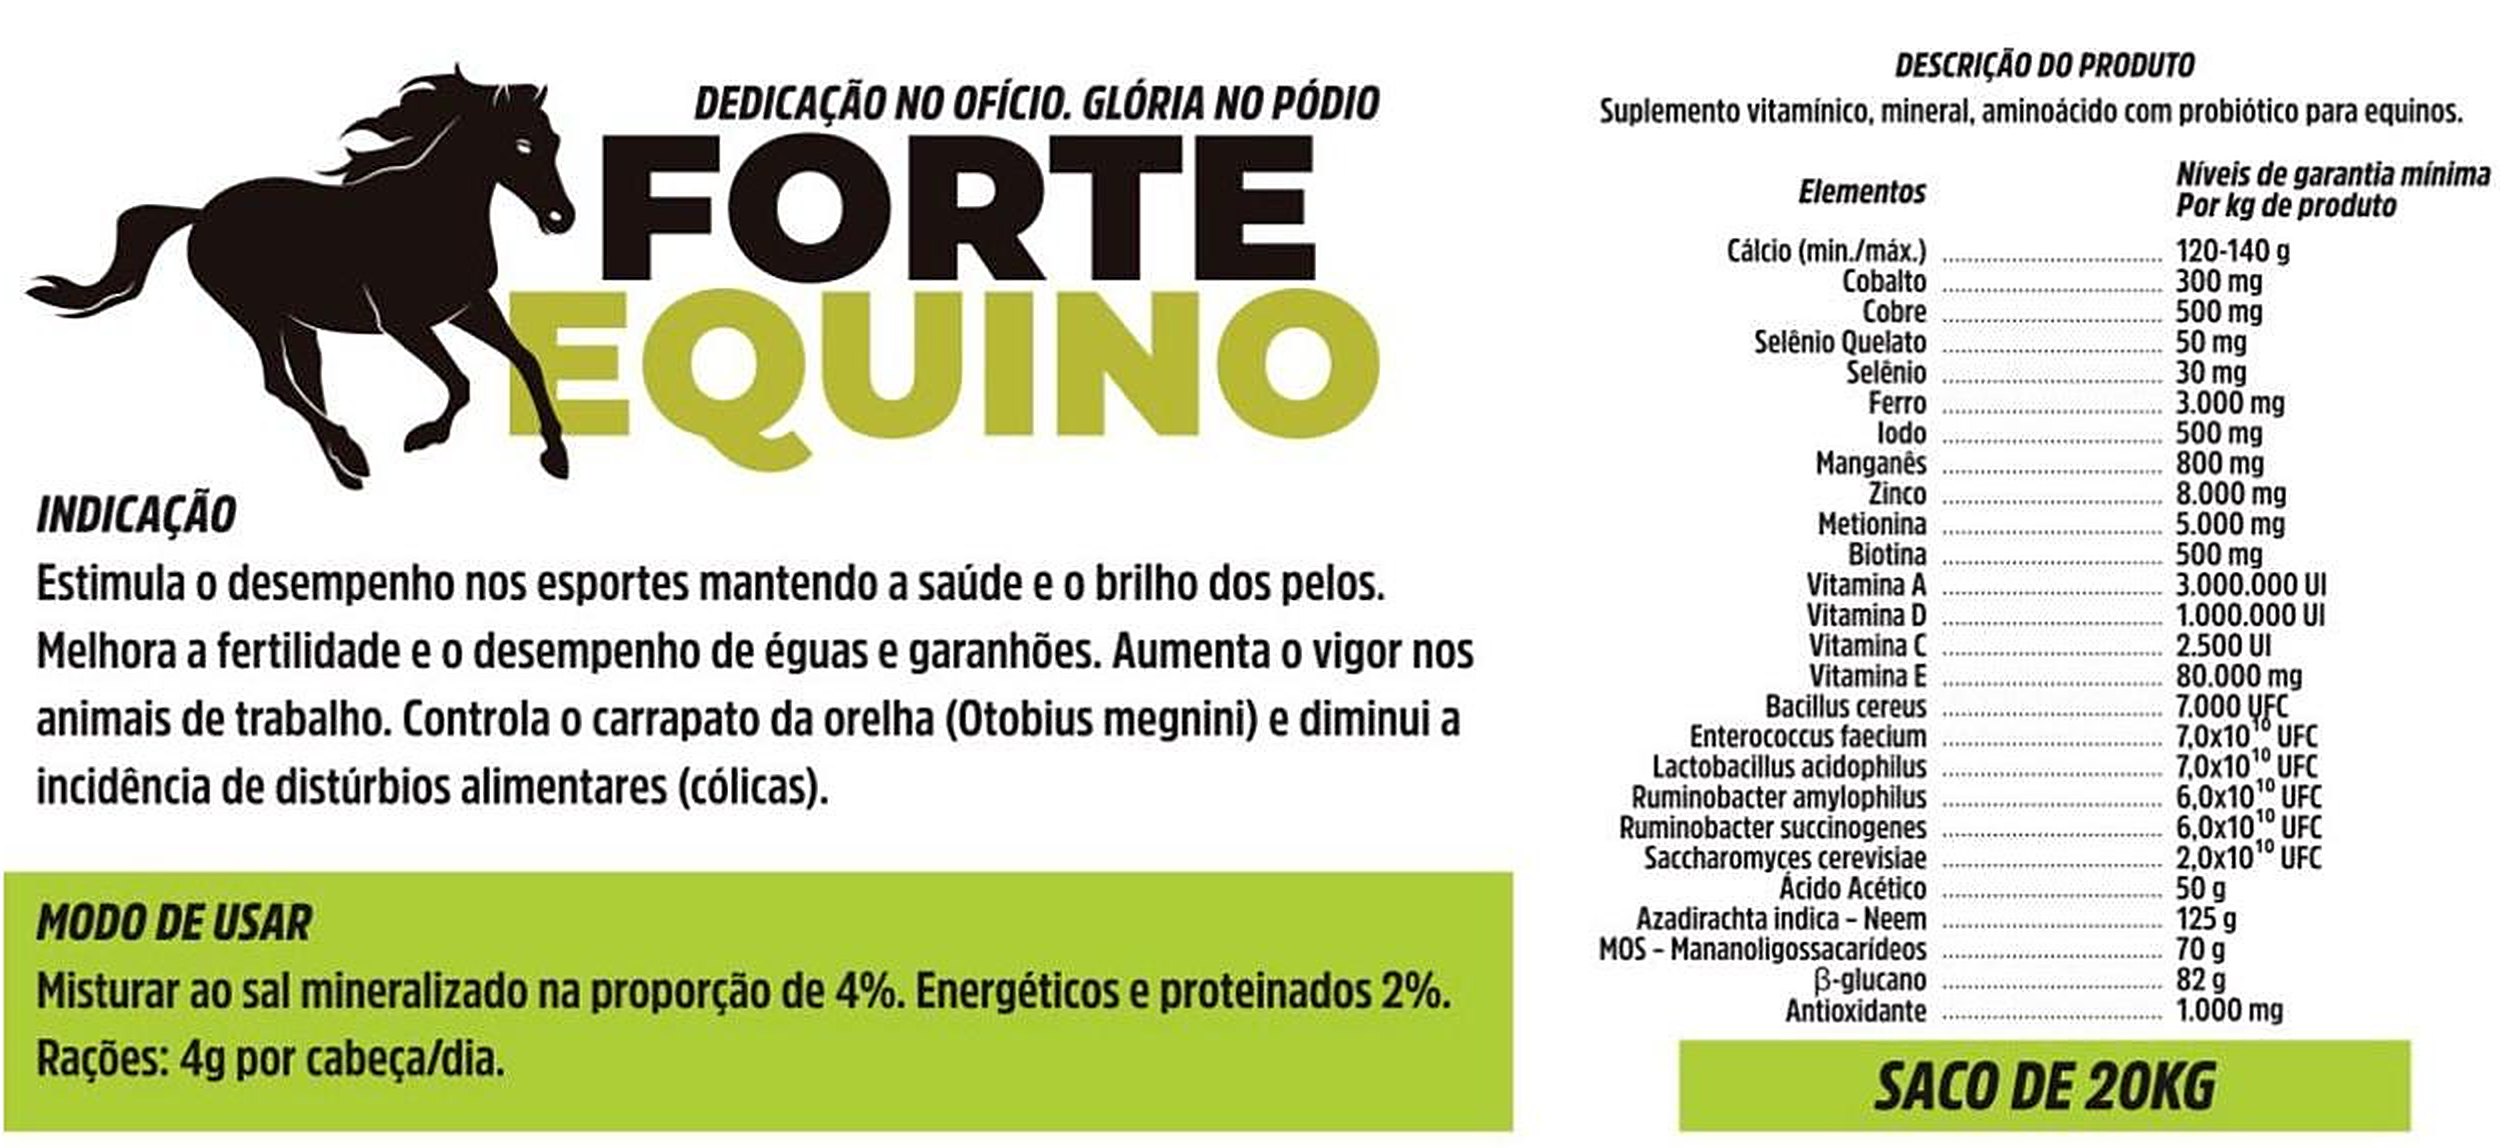 DEDICAÇÃO NO OFÍCIO. GLÓRIA NO PÓDIO
FORTE
EQUINO
INDICAÇÃO
Estimula o desempenho nos esportes mantendo a saúde e o brilho dos pelos.
Melhora a fertilidade e o desempenho de éguas e garanhões. Aumenta o vigor nos
animais de trabalho. Controla o carrapato da orelha (Otobius megnini) e diminui a
incidência de distúrbios alimentares (cólicas).
MODO DE USAR
Misturar ao sal mineralizado na proporção de 4%. Energéticos e proteinados 2%.
Rações: 4g por cabeça/dia.
DESCRIÇÃO DO PRODUTO
Suplemento vitamínico, mineral, aminoácido com probiótico para equinos.
Elementos
Níveis de garantia mínima
Por kg de produto
Cálcio (min./máx.) ........ 120-140 g
Cobalto ........ 300 mg
Cobre ........ 500 mg
Selênio Quelato ........ 50 mg
Selênio ........ 30 mg
Ferro ........ 3.000 mg
Iodo ........ 500 mg
Manganês ........ 800 mg
Zinco ........ 8.000 mg
Metionina ........ 5.000 mg
Biotina ........ 500 mg
Vitamina A ........ 3.000.000 UI
Vitamina D ........ 1.000.000 UI
Vitamina C ........ 2.500 UI
Vitamina E ........ 80.000 mg
Bacillus cereus ........ 7.000 UFC
Enterococcus faecium ........ 7,0x10¹⁰ UFC
Lactobacillus acidophilus ........ 7,0x10¹⁰ UFC
Ruminobacter amylophilus ........ 6,0x10¹⁰ UFC
Ruminobacter succinogenes ........ 6,0x10¹⁰ UFC
Saccharomyces cerevisiae ........ 2,0x10¹⁰ UFC
Ácido Acético ........ 50 g
Azadirachta indica – Neem ........ 125 g
MOS – Mananoligossacarídeos ........ 70 g
β-glucano ........ 82 g
Antioxidante ........ 1.000 mg
SACO DE 20KG